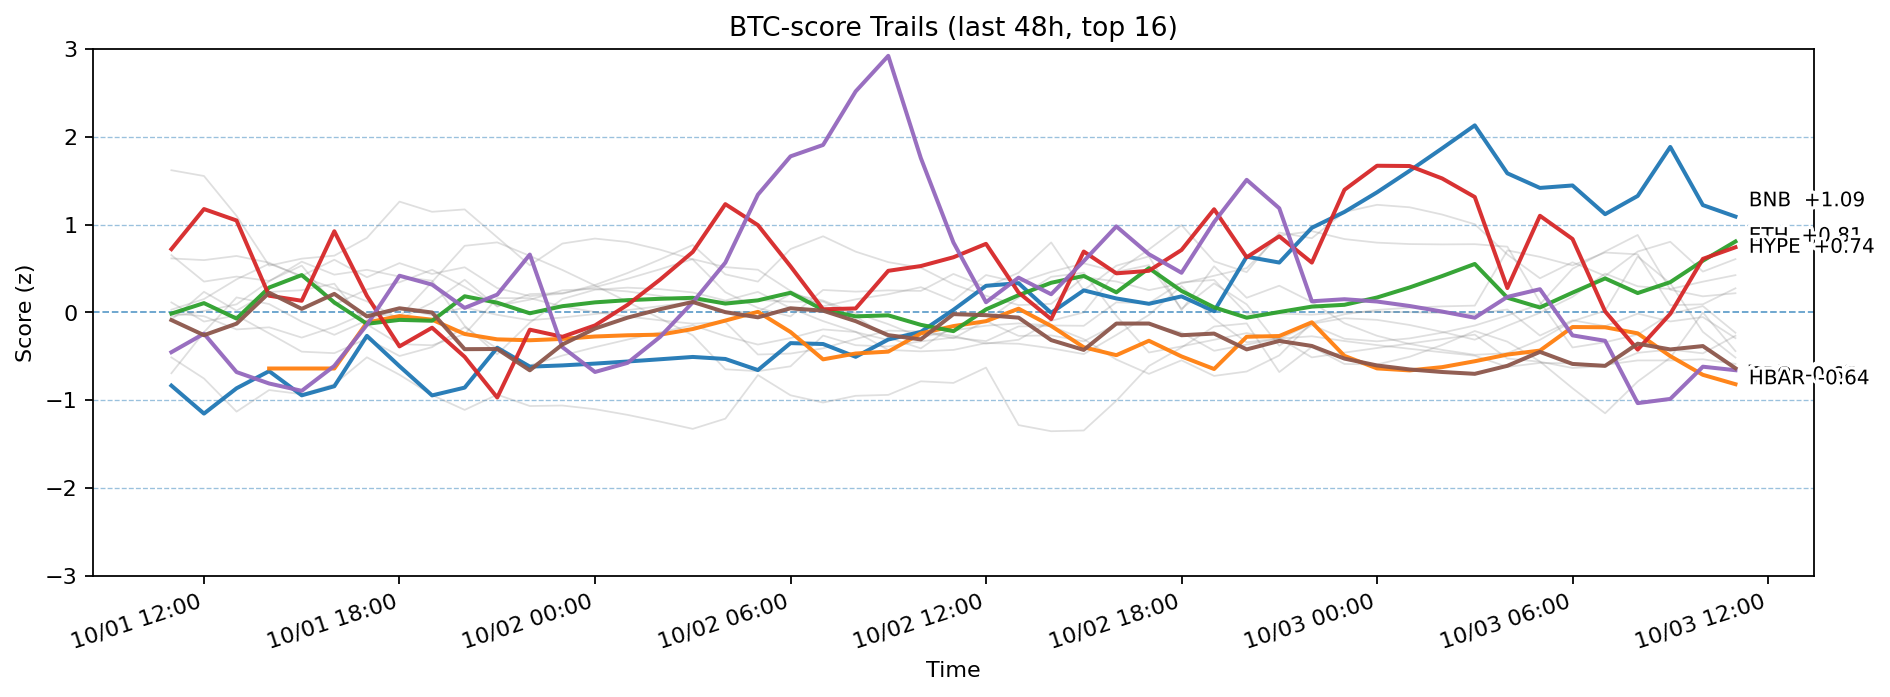 BTC-score Trails (last 48h, top 16)
Score (z)
3
2
1
0
−1
−2
−3
BNB +1.09
ETH +0.81
HYPE +0.74
HBAR -0.64
10/01 12:00
10/01 18:00
10/02 00:00
10/02 06:00
10/02 12:00
10/02 18:00
10/03 00:00
10/03 06:00
10/03 12:00
Time